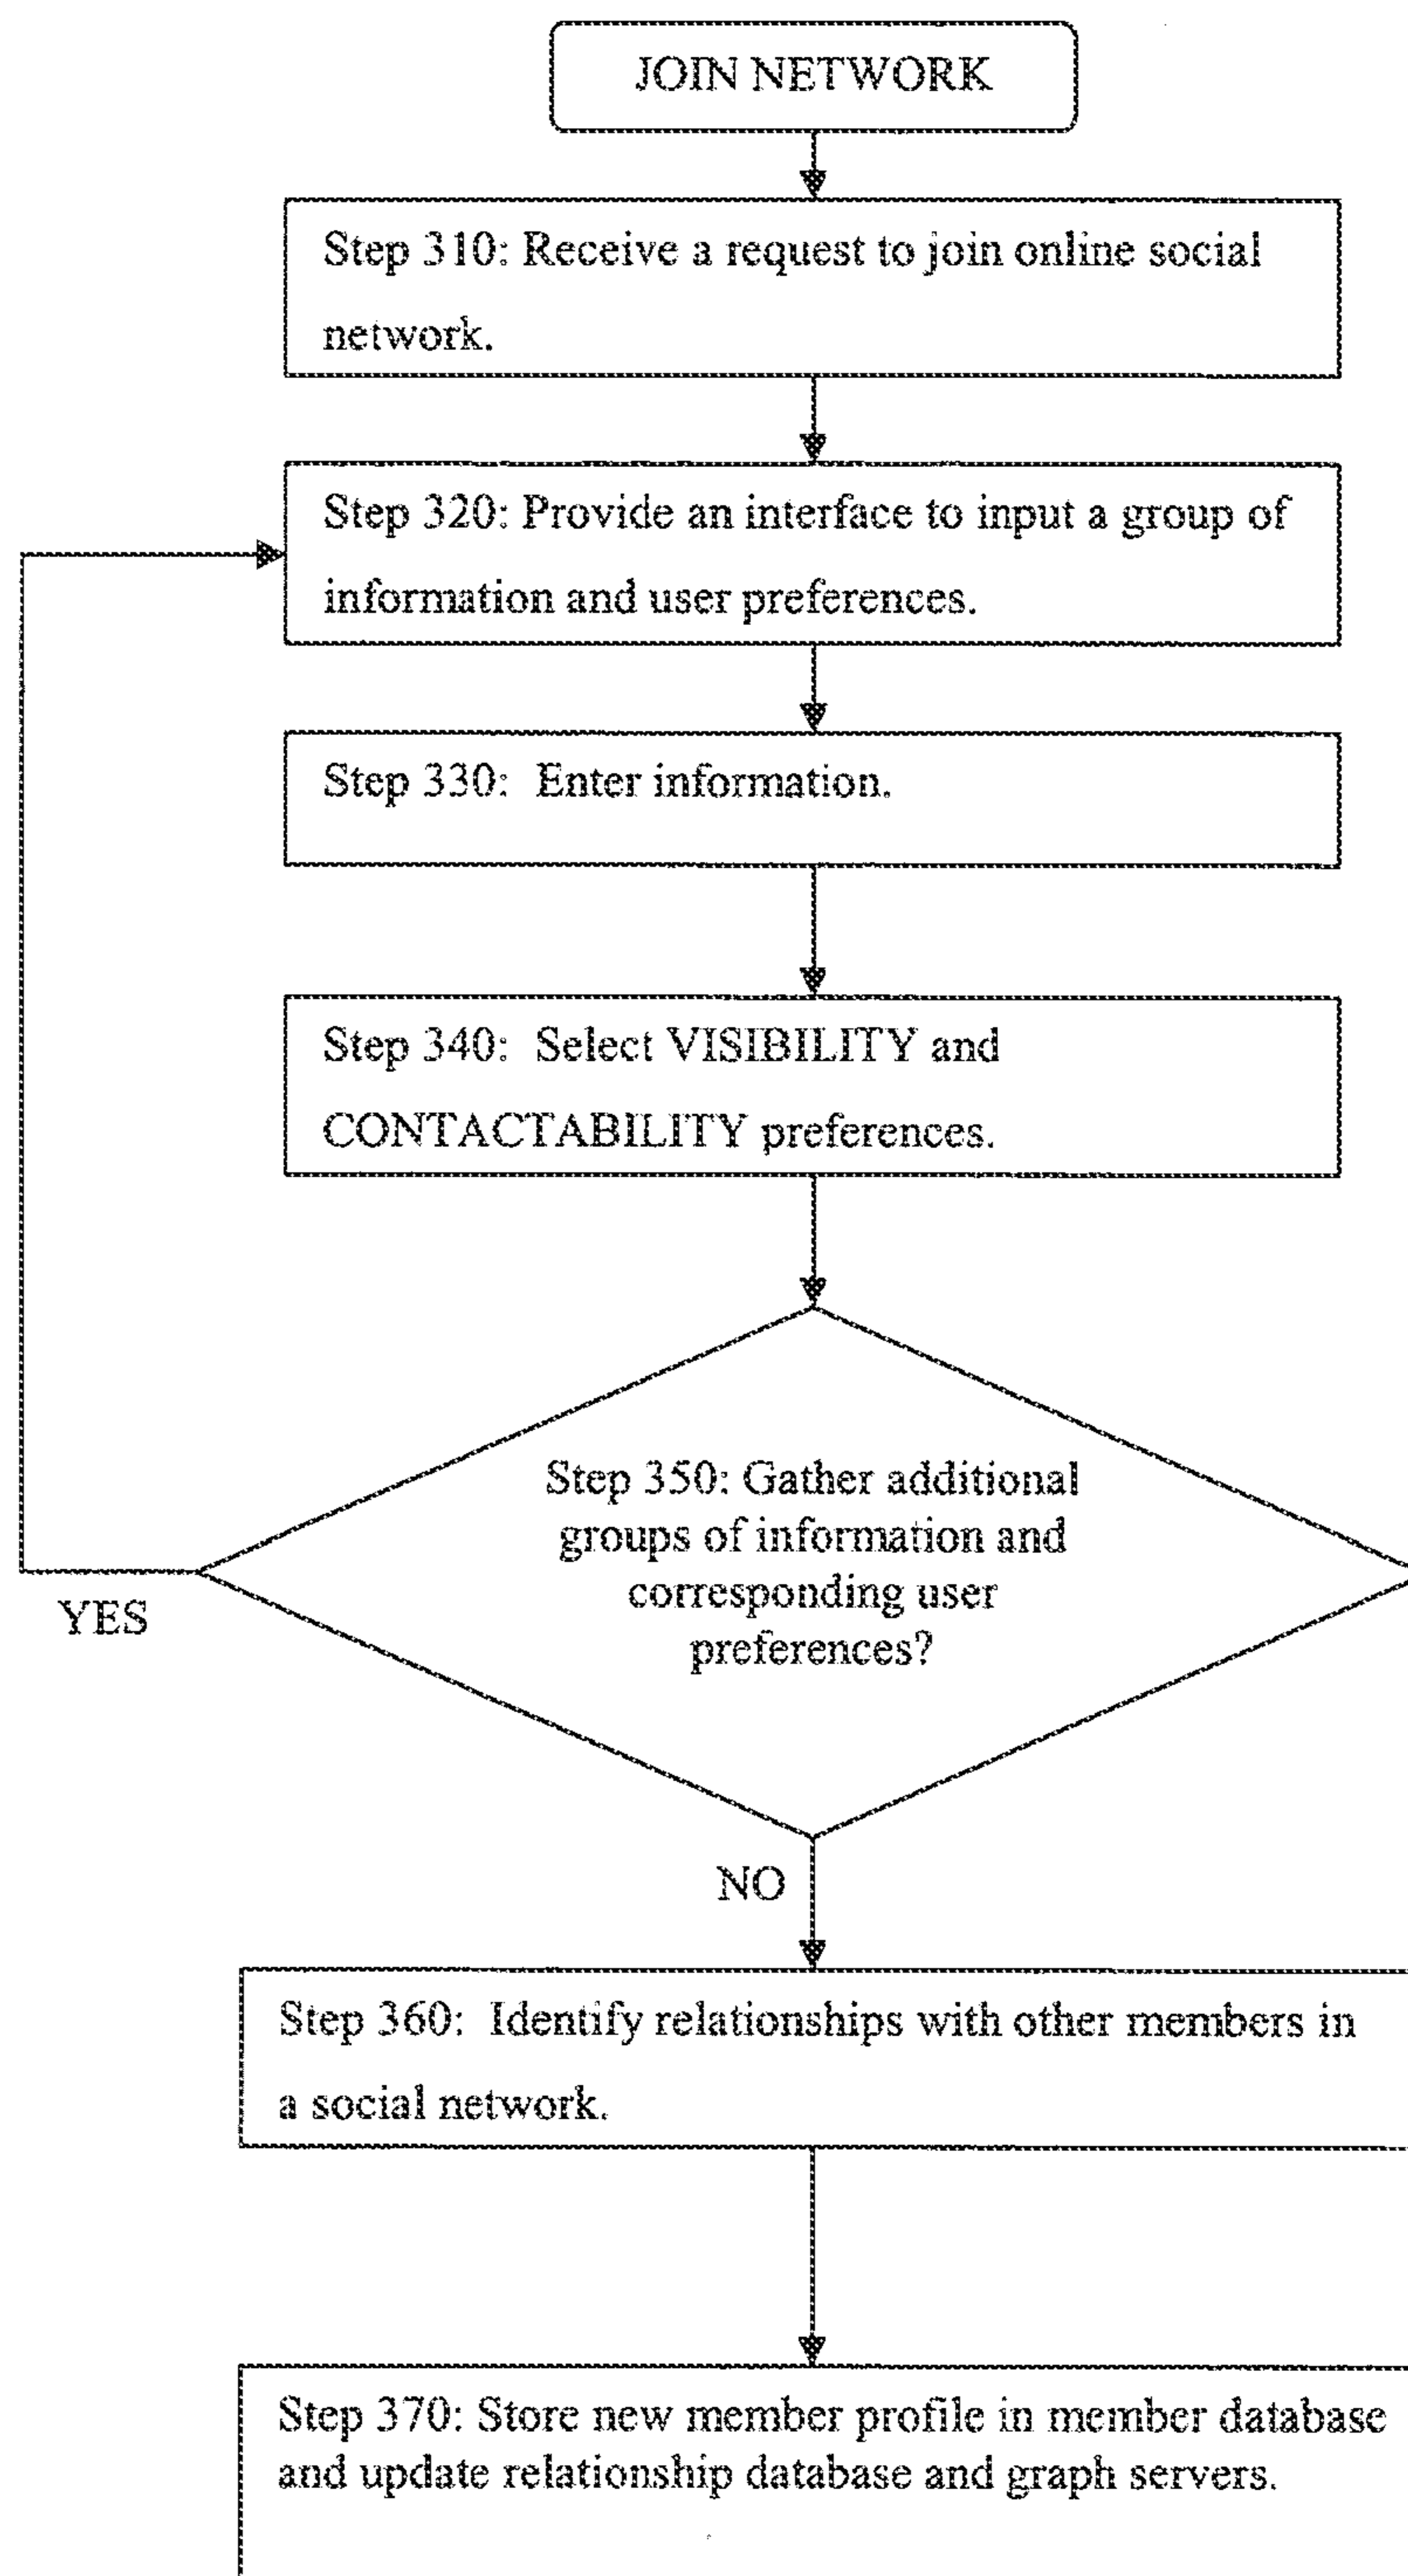 JOIN NETWORK
Step 310: Receive a request to join online social
network.
Step 320: Provide an interface to input a group of
information and user preferences.
Step 330: Enter information.
Step 340: Select VISIBILITY and
CONTACTABILITY preferences.
Step 350: Gather additional
groups of information and
corresponding user
preferences?
YES
NO
Step 360: Identify relationships with other members in
a social network.
Step 370: Store new member profile in member database
and update relationship database and graph servers.